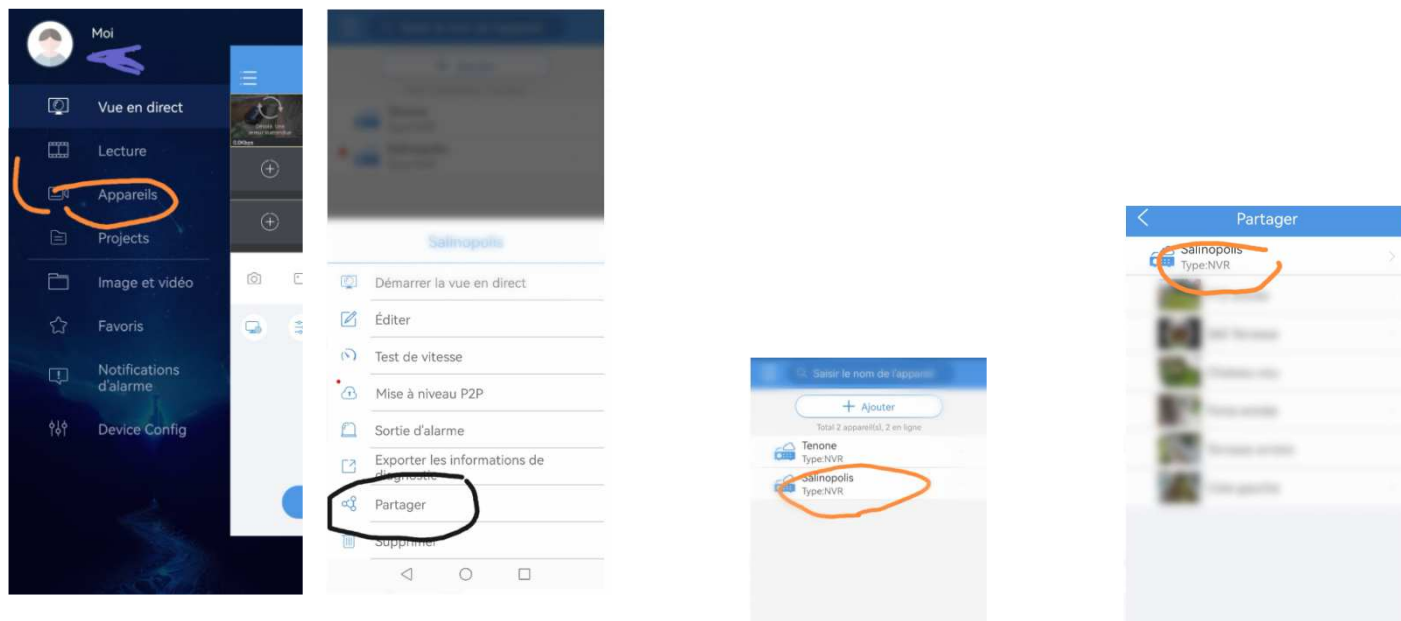 Moi
Vue en direct
Lecture
Appareils
Projects
Image et vidéo
Favoris
Notifications
d'alarme
Device Config
Salinopolis
Démarrer la vue en direct
Éditer
Test de vitesse
Mise à niveau P2P
Sortie d'alarme
Exporter les informations de
diagnostic
Partager
Supprimer
Saisir le nom de l'appareil
+ Ajouter
Total 2 appareil(s), 2 en ligne
Tenone
Type:NVR
Salinopolis
Type:NVR
Partager
Salinopolis
Type:NVR